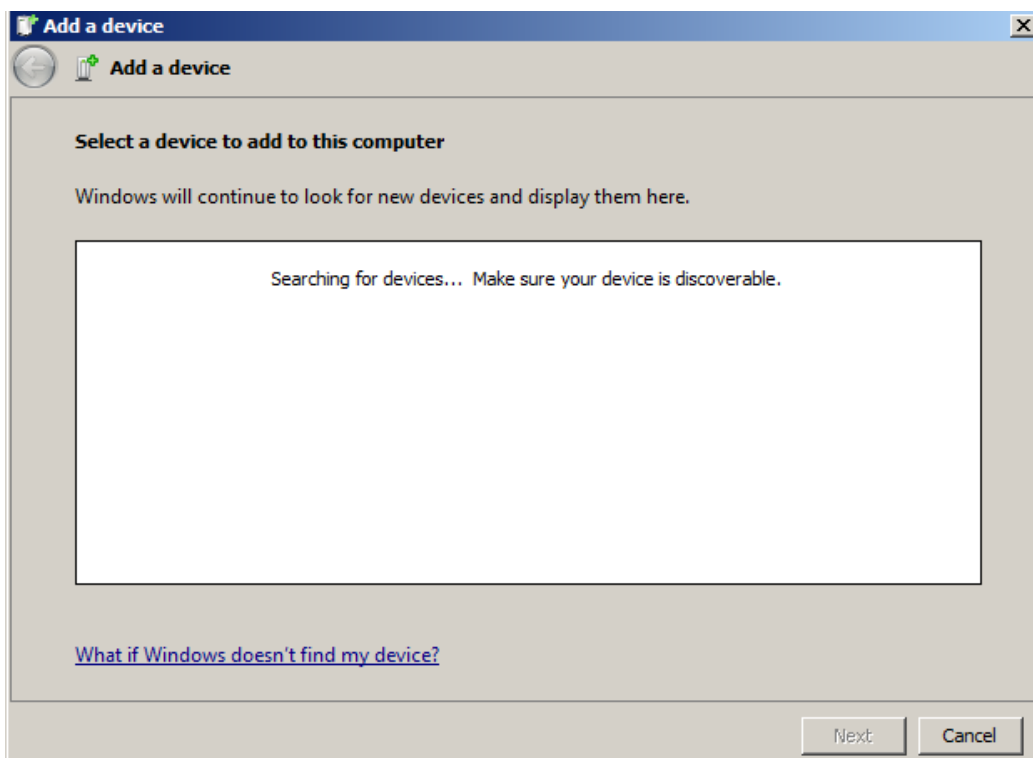 Add a device
Add a device
Select a device to add to this computer
Windows will continue to look for new devices and display them here.
Searching for devices... Make sure your device is discoverable.
What if Windows doesn't find my device?
Next Cancel